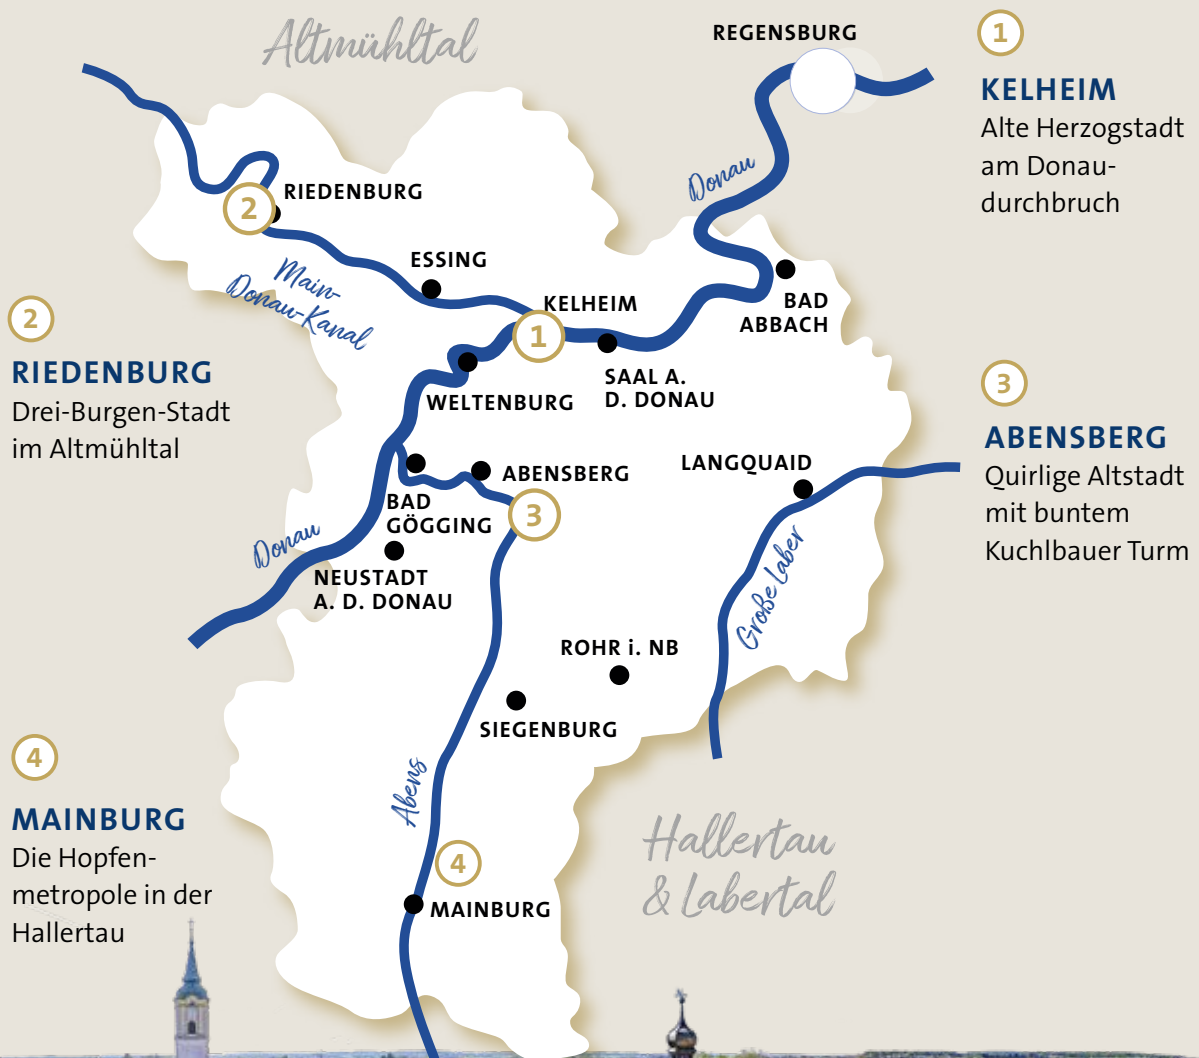 Altmühltal
REGENSBURG
1
KELHEIM
Alte Herzogstadt
am Donau-
durchbruch
Donau
RIEDENBURG
2
ESSING
Main-
Donau-Kanal
KELHEIM
1
BAD
ABBACH
2
RIEDENBURG
Drei-Burgen-Stadt
im Altmühltal
SAAL A.
D. DONAU
WELTENBURG
3
ABENSBERG
Quirlige Altstadt
mit buntem
Kuchlbauer Turm
LANGQUAID
ABENSBERG
BAD
GÖGGING
3
Donau
NEUSTADT
A. D. DONAU
Große Laber
ROHR i. NB
SIEGENBURG
4
MAINBURG
Die Hopfen-
metropole in der
Hallertau
Abens
4
MAINBURG
Hallertau
& Labertal